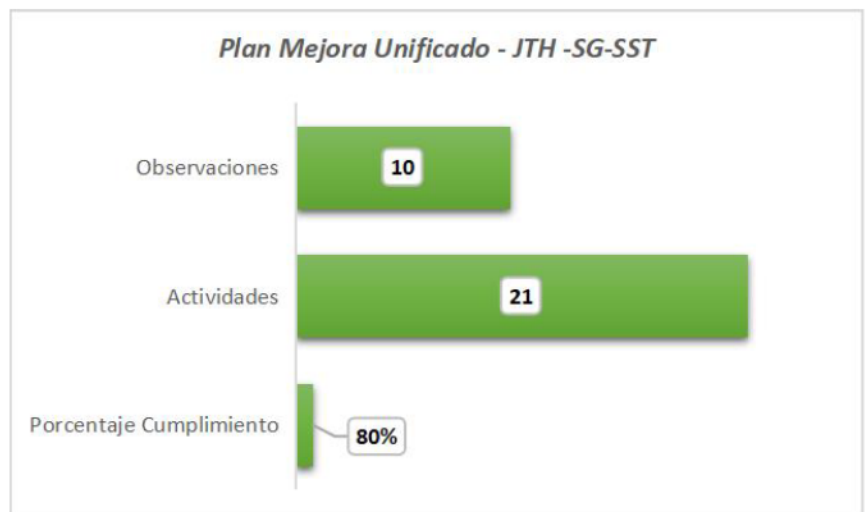 Plan Mejora Unificado - JTH -SG-SST
Observaciones
10
Actividades
21
Porcentaje Cumplimiento
80%